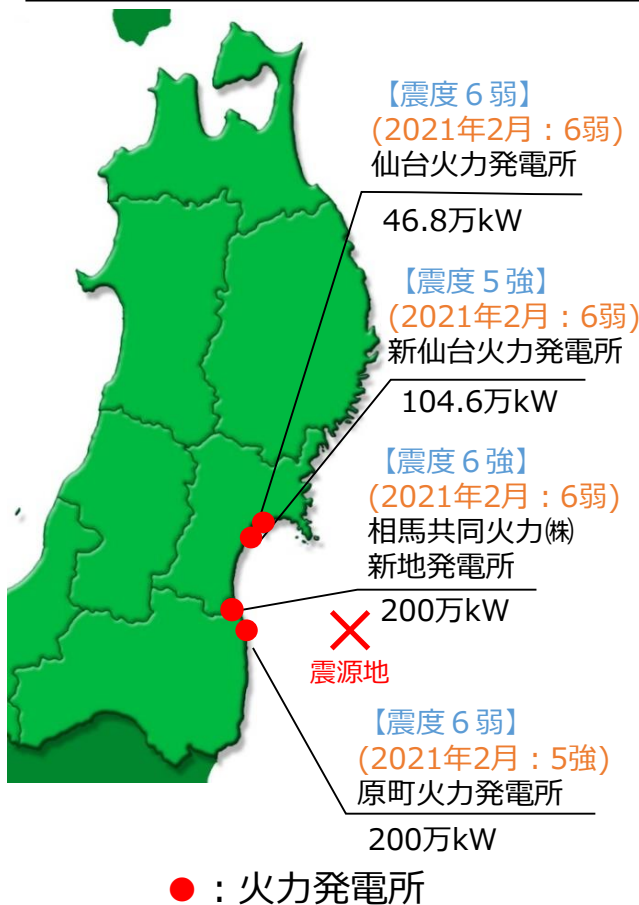 【震度６弱】
(2021年2月：6弱)
仙台火力発電所
46.8万kW
【震度５強】
(2021年2月：6弱)
新仙台火力発電所
104.6万kW
【震度６強】
(2021年2月：6弱)
相馬共同火力㈱
新地発電所
200万kW
震源地
【震度６弱】
(2021年2月：5強)
原町火力発電所
200万kW
：火力発電所